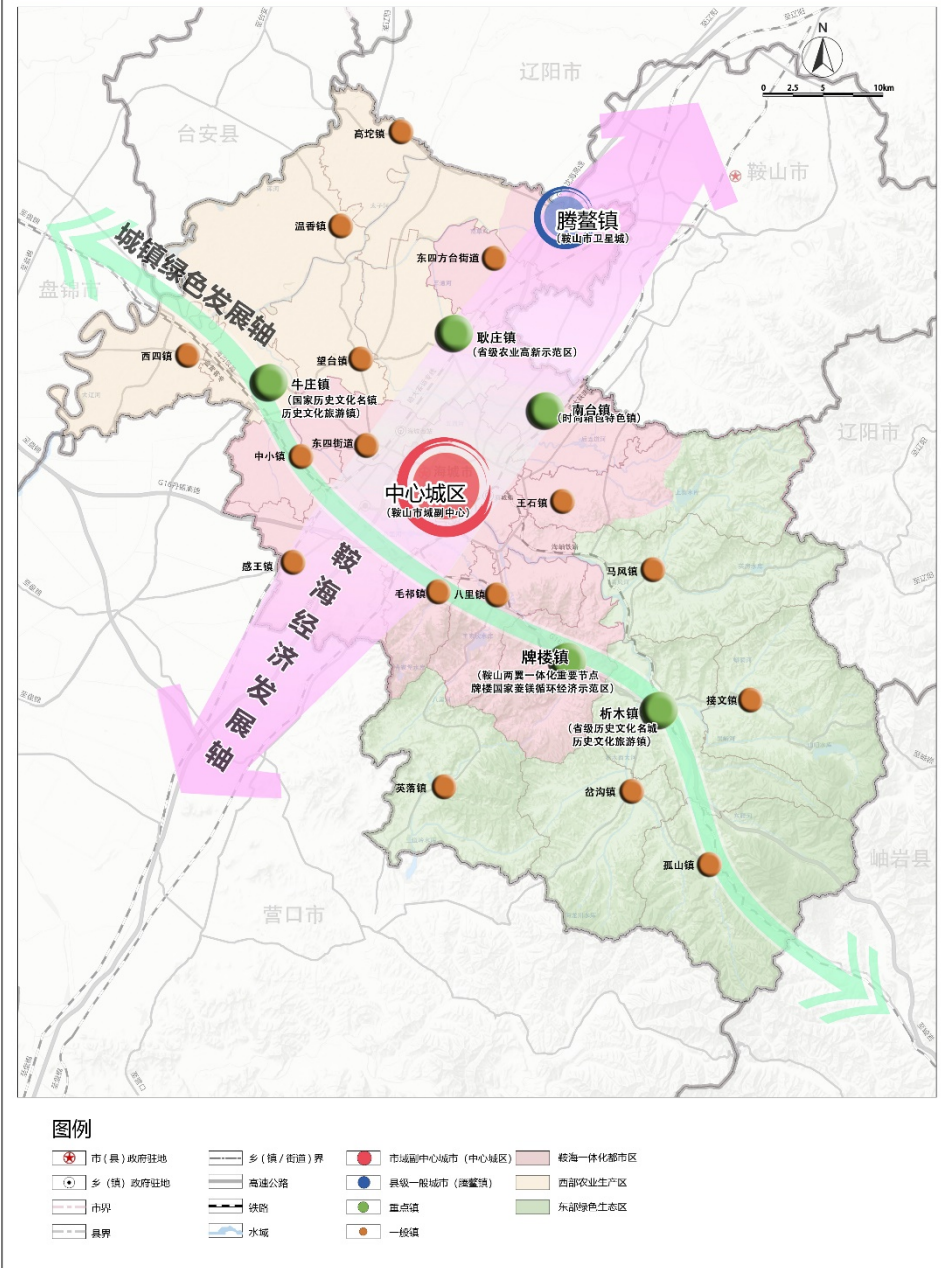 N
0 2.5 5 10km
辽阳市
台安县
鞍山市
高坨镇
腾鳌镇
(鞍山市卫星城)
温香镇
东四方台街道
城镇绿色发展轴
盘锦市
耿庄镇
(省级农业高新示范区)
西四镇
望台镇
牛庄镇
(国家历史文化名镇
历史文化旅游镇)
南台镇
(时尚箱包特色镇)
辽阳市
东四街道
中小镇
中心城区
(鞍山市域副中心)
王石镇
感王镇
马风镇
鞍海经济发展轴
毛祁镇
八里镇
牌楼镇
(鞍山两翼一体化重要节点
牌楼国家菱镁循环经济示范区)
接文镇
析木镇
(省级历史文化名城
历史文化旅游镇)
英落镇
岔沟镇
孤山镇
岫岩县
营口市
图例
市(县)政府驻地
乡(镇/街道)界
市域副中心城市(中心城区)
鞍海一体化都市区
乡(镇)政府驻地
高速公路
县级一般城市(腾鳌镇)
西部农业生产区
市界
铁路
重点镇
东部绿色生态区
县界
水域
一般镇